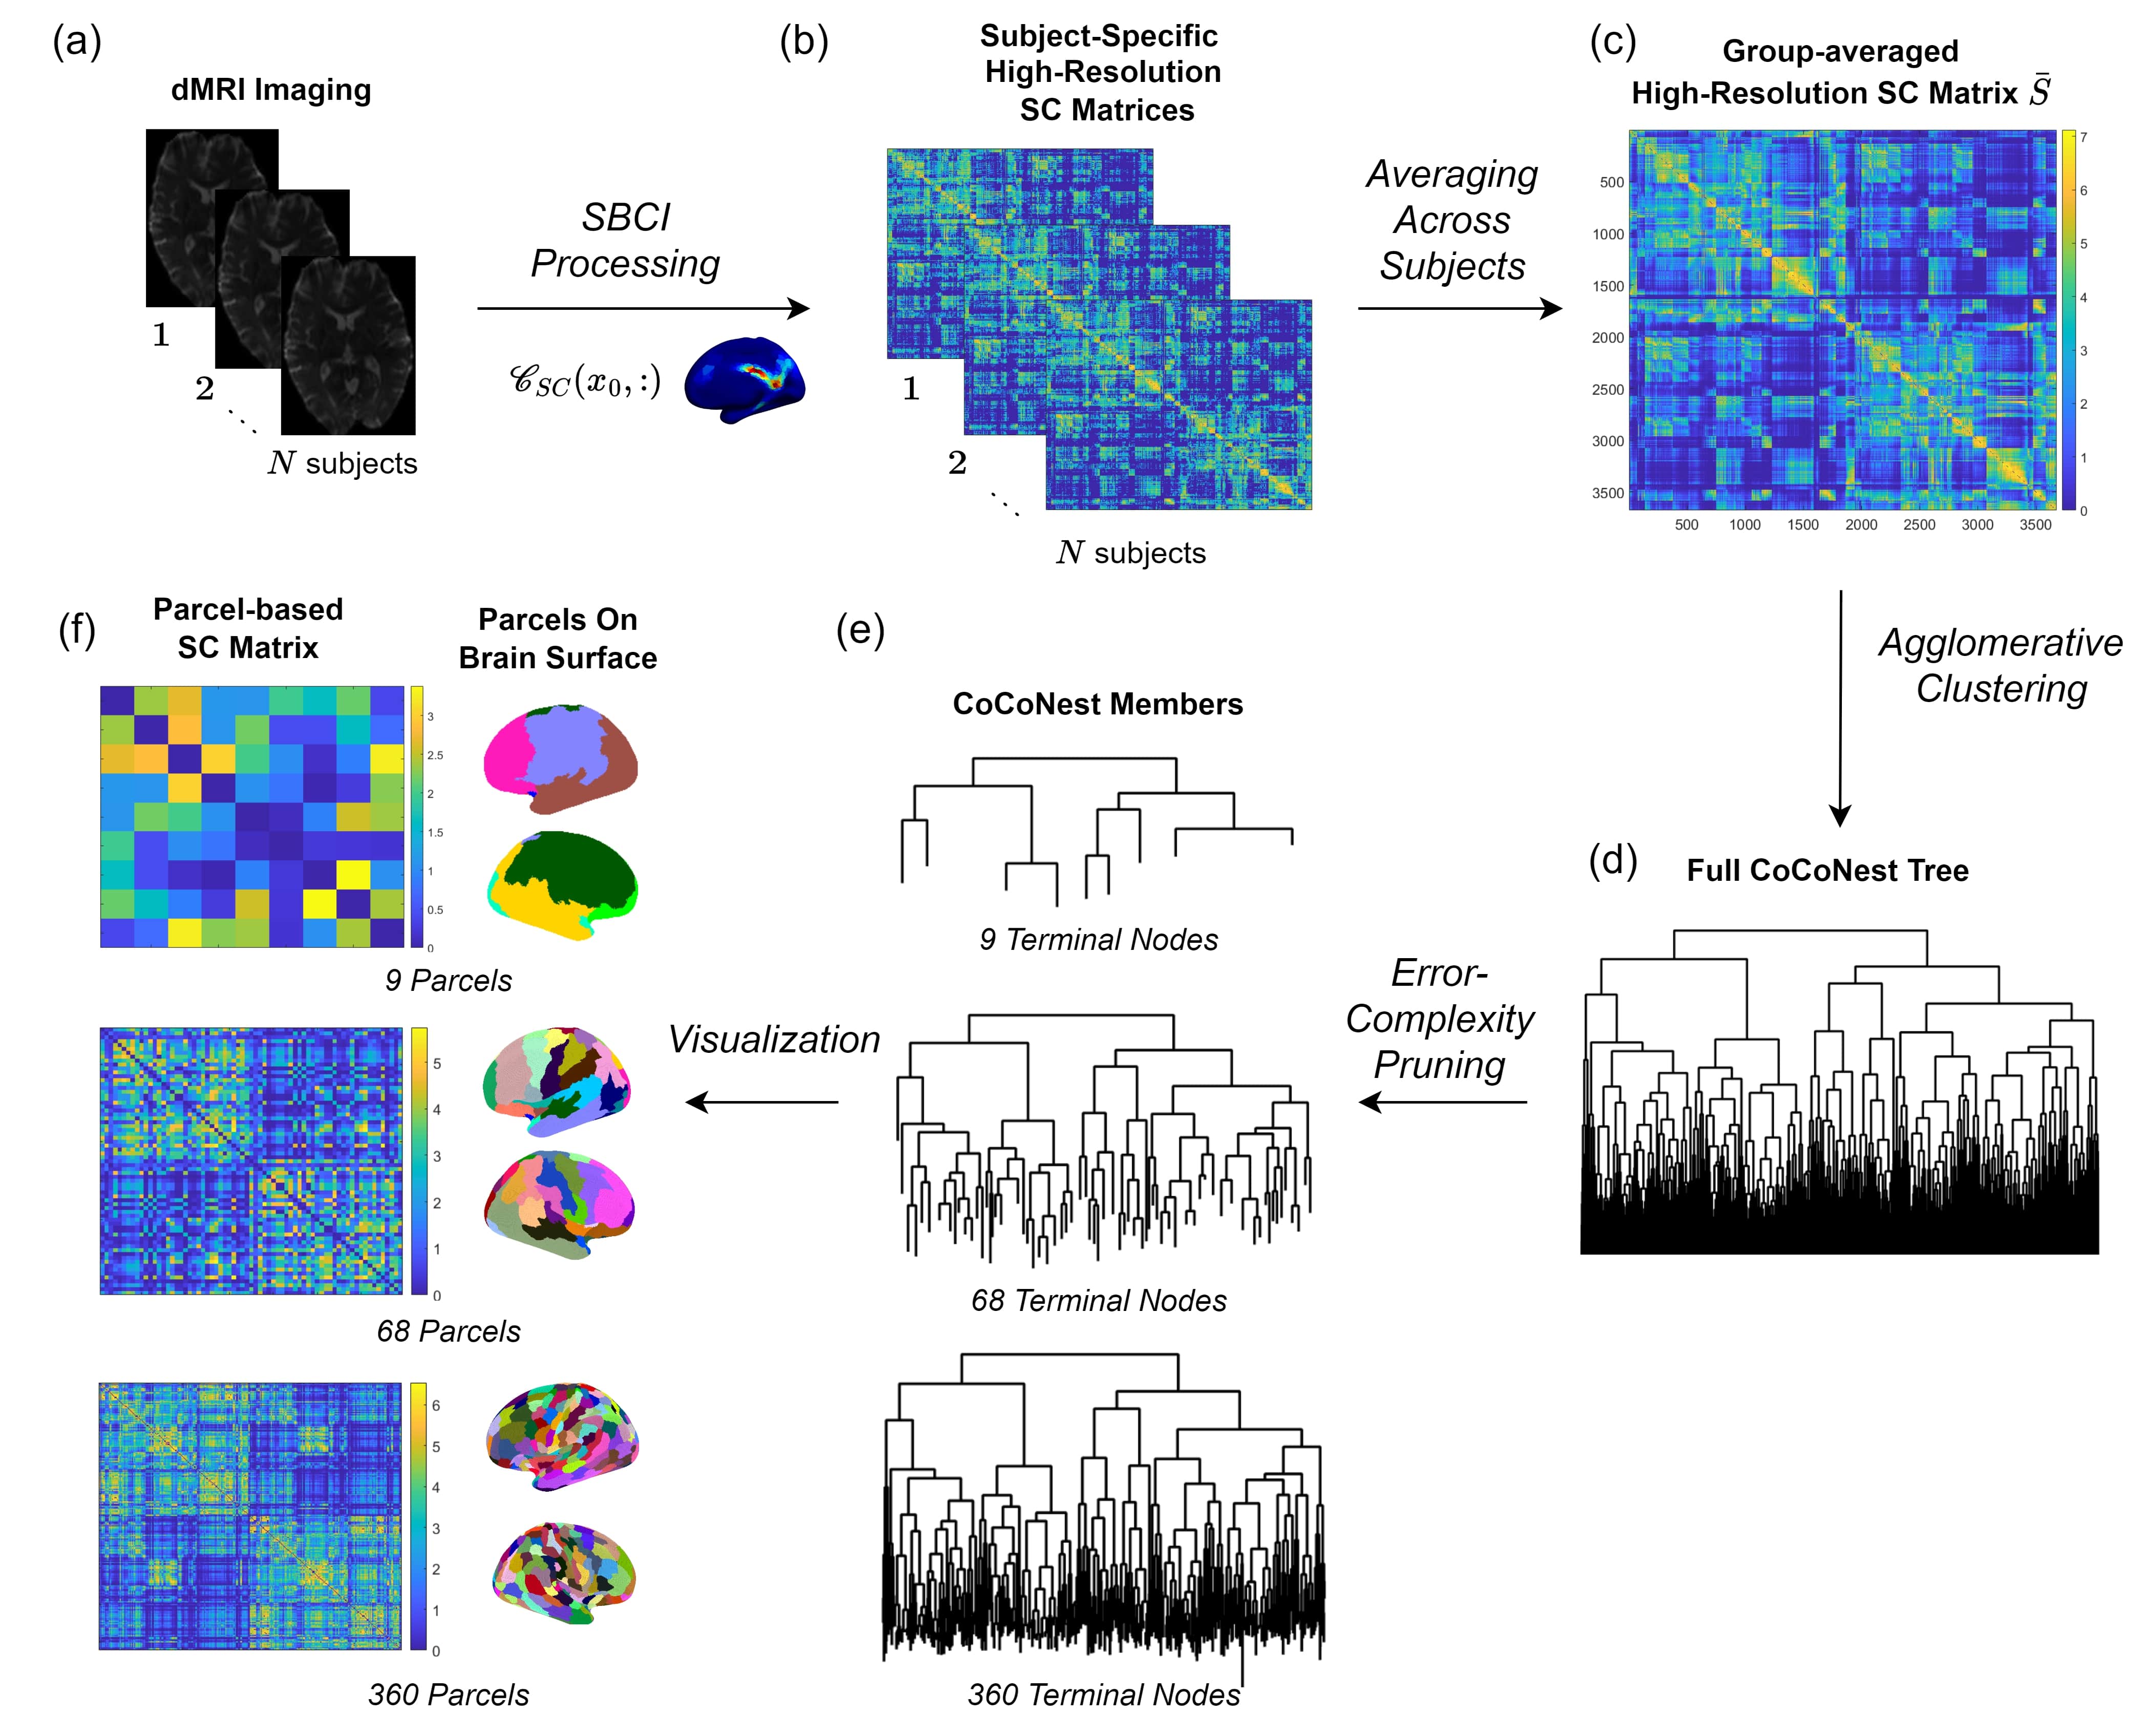 (a)
dMRI Imaging
1
2
N subjects
SBCI
Processing
𝒞_SC(x₀, :)
(b)
Subject-Specific
High-Resolution
SC Matrices
1
2
N subjects
Averaging
Across
Subjects
(c)
Group-averaged
High-Resolution SC Matrix S̄
500
1000
1500
2000
2500
3000
3500
500 1000 1500 2000 2500 3000 3500
7
6
5
4
3
2
1
0
Agglomerative
Clustering
(d)
Full CoCoNest Tree
Error-
Complexity
Pruning
(e)
CoCoNest Members
9 Terminal Nodes
68 Terminal Nodes
360 Terminal Nodes
Visualization
(f)
Parcel-based
SC Matrix
Parcels On
Brain Surface
3
2.5
2
1.5
1
0.5
0
9 Parcels
5
4
3
2
1
0
68 Parcels
6
5
4
3
2
1
0
360 Parcels